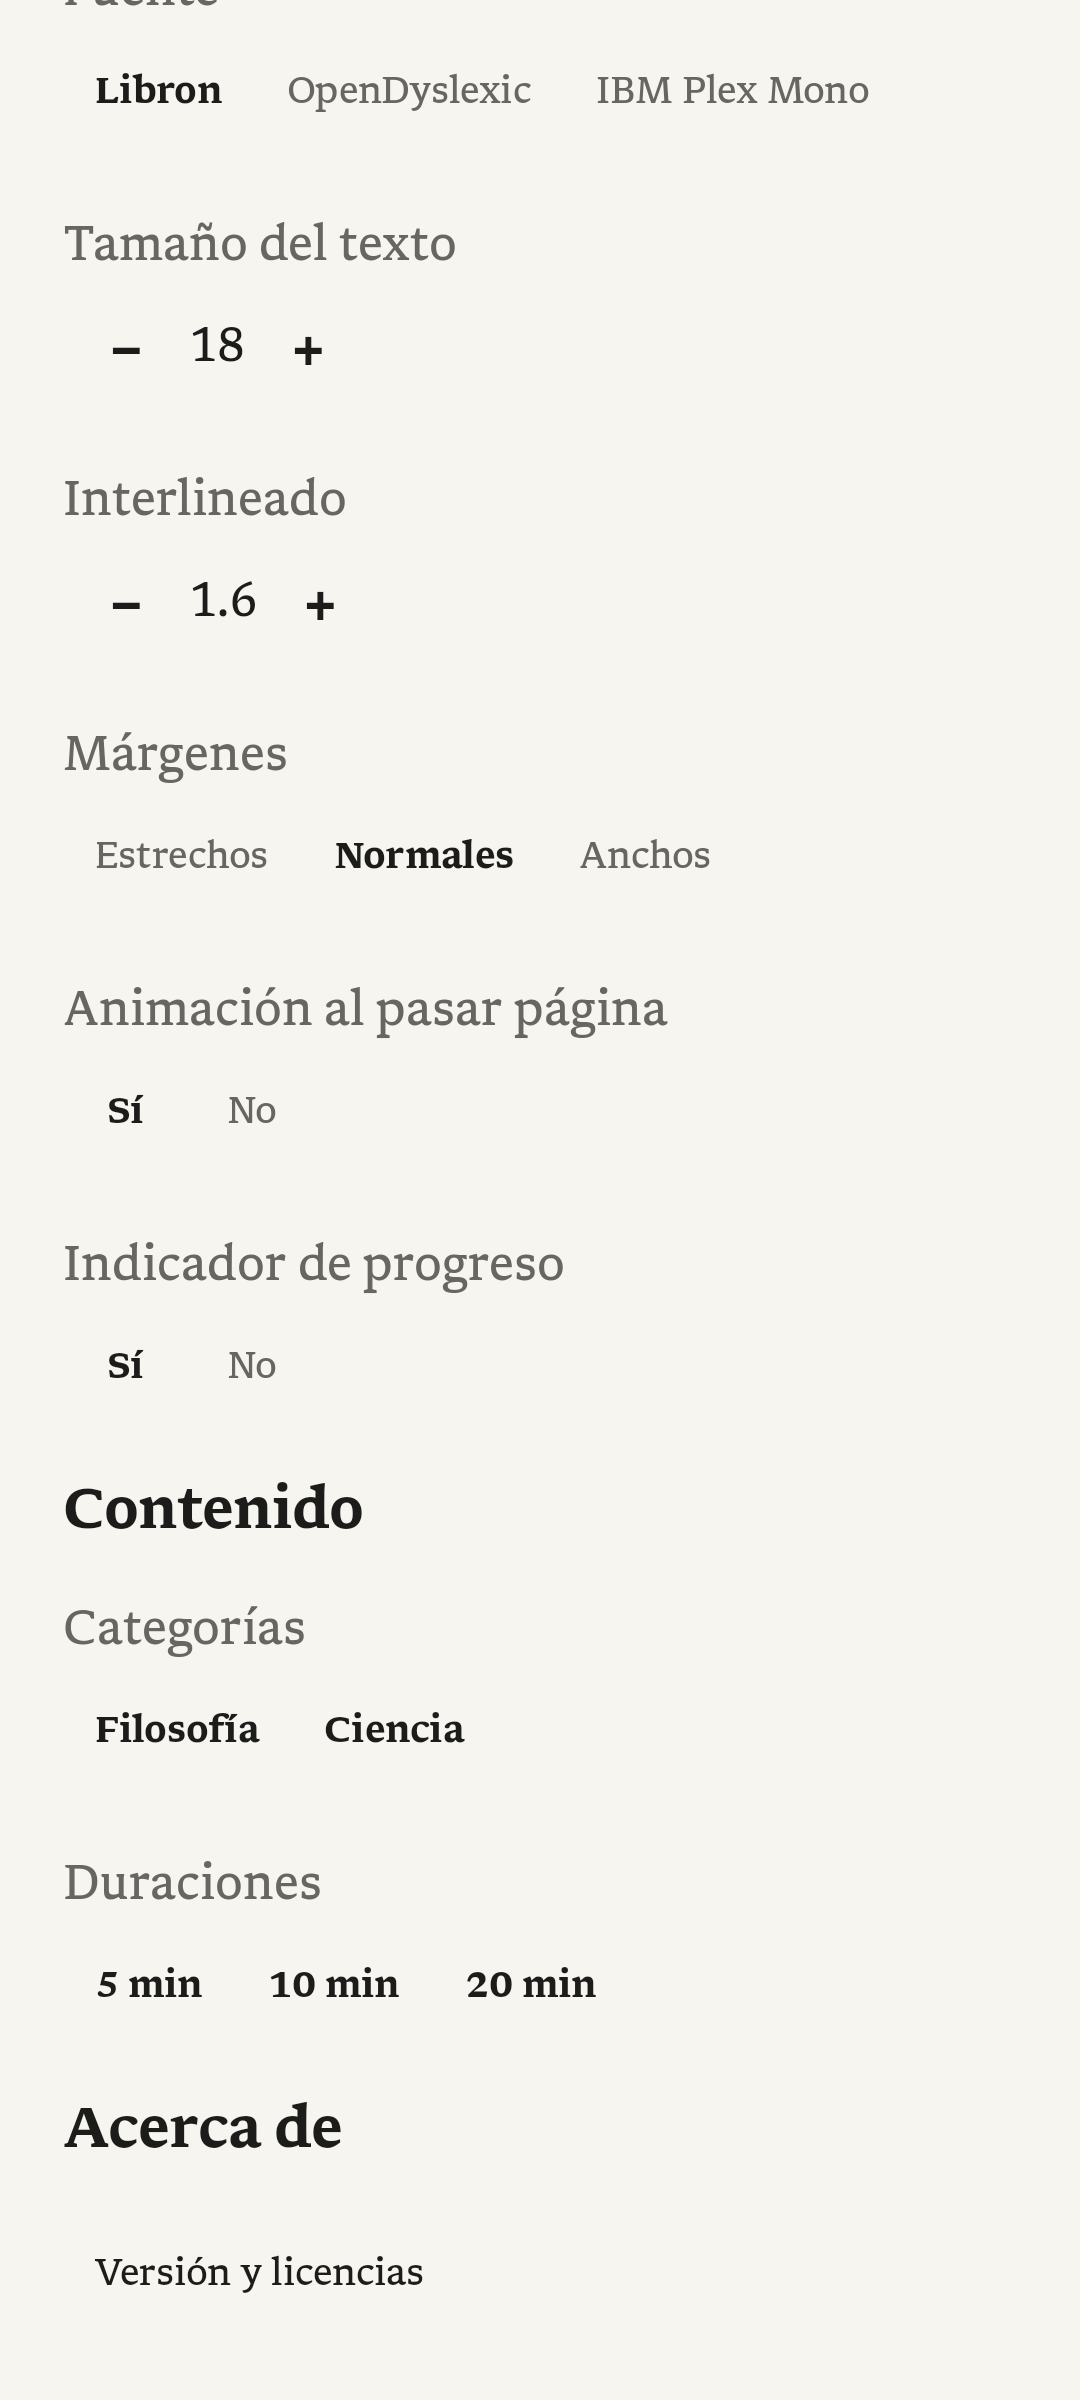 Fuente
Libron OpenDyslexic IBM Plex Mono
Tamaño del texto
– 18 +
Interlineado
– 1.6 +
Márgenes
Estrechos Normales Anchos
Animación al pasar página
Sí No
Indicador de progreso
Sí No
Contenido
Categorías
Filosofía Ciencia
Duraciones
5 min 10 min 20 min
Acerca de
Versión y licencias